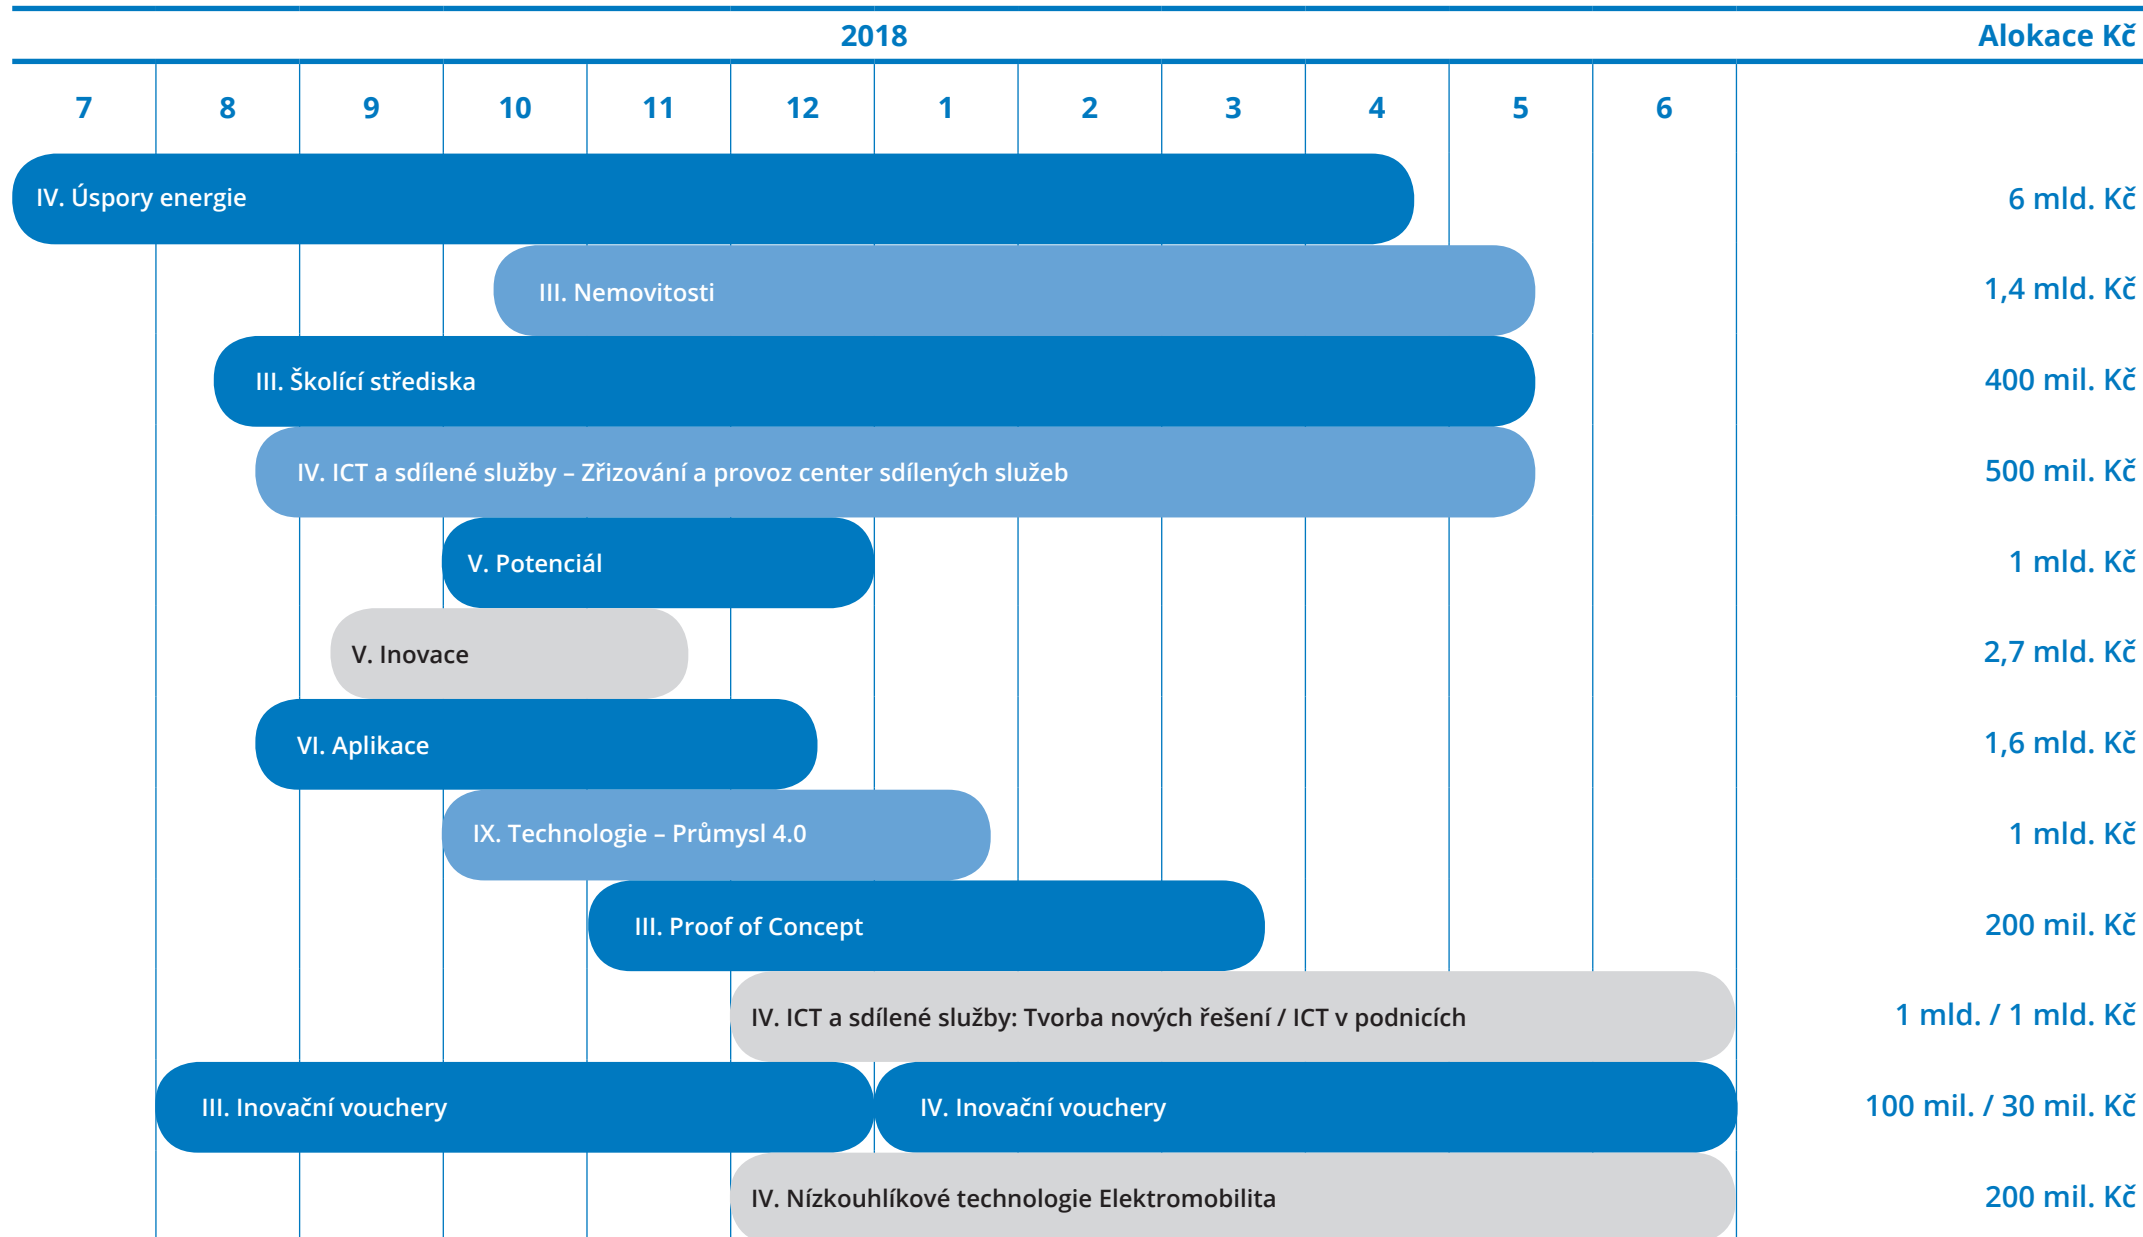 2018 Alokace Kč
7 8 9 10 11 12 1 2 3 4 5 6
IV. Úspory energie 6 mld. Kč
III. Nemovitosti 1,4 mld. Kč
III. Školící střediska 400 mil. Kč
IV. ICT a sdílené služby – Zřizování a provoz center sdílených služeb 500 mil. Kč
V. Potenciál 1 mld. Kč
V. Inovace 2,7 mld. Kč
VI. Aplikace 1,6 mld. Kč
IX. Technologie – Průmysl 4.0 1 mld. Kč
III. Proof of Concept 200 mil. Kč
IV. ICT a sdílené služby: Tvorba nových řešení / ICT v podnicích 1 mld. / 1 mld. Kč
III. Inovační vouchery IV. Inovační vouchery 100 mil. / 30 mil. Kč
IV. Nízkouhlíkové technologie Elektromobilita 200 mil. Kč